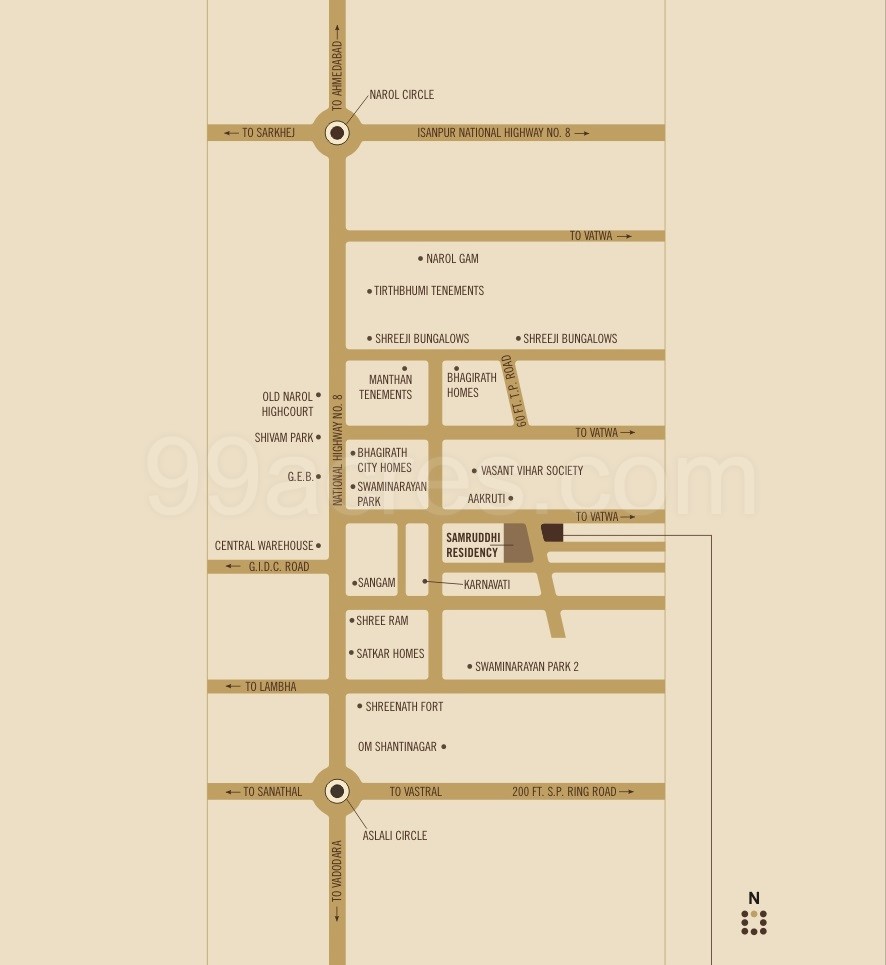 TO AHMEDABAD
NAROL CIRCLE
TO SARKHEJ
ISANPUR NATIONAL HIGHWAY NO. 8
TO VATWA
NAROL GAM
TIRTHBHUMI TENEMENTS
SHREEJI BUNGALOWS
SHREEJI BUNGALOWS
60 FT. T.P. ROAD
MANTHAN
TENEMENTS
BHAGIRATH
HOMES
OLD NAROL
HIGHCOURT
NATIONAL HIGHWAY NO. 8
TO VATWA
SHIVAM PARK
BHAGIRATH
CITY HOMES
VASANT VIHAR SOCIETY
G.E.B.
SWAMINARAYAN
PARK
AAKRUTI
99acres.com
TO VATWA
SAMRUDDHI
RESIDENCY
CENTRAL WAREHOUSE
G.I.D.C. ROAD
SANGAM
KARNAVATI
SHREE RAM
SATKAR HOMES
SWAMINARAYAN PARK 2
TO LAMBHA
SHREENATH FORT
OM SHANTINAGAR
TO SANATHAL
TO VASTRAL
200 FT. S.P. RING ROAD
ASLALI CIRCLE
TO VADODARA
N